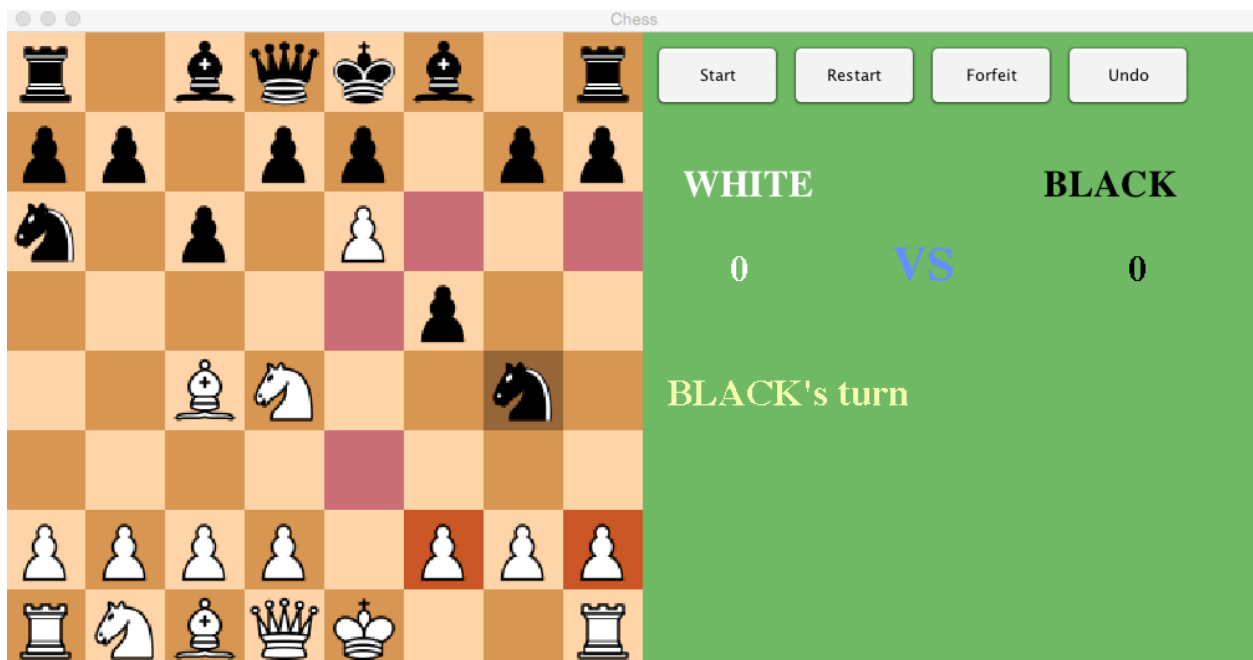 Chess
Start Restart Forfeit Undo
WHITE BLACK
0 VS 0
BLACK's turn